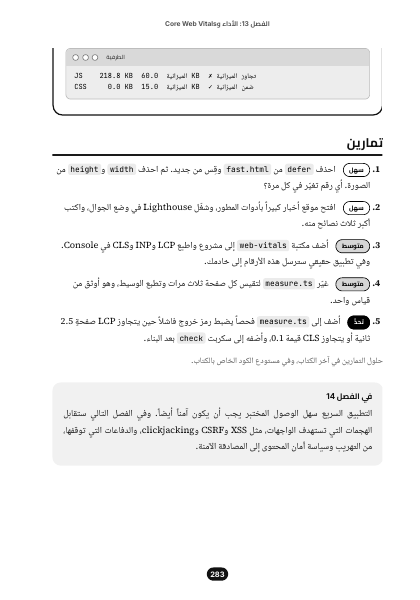 الفصل 13: الأداء وCore Web Vitals
الطرفية
JS 218.8 KB الميزانية 60.0 KB ✗ تجاوز الميزانية
CSS 0.0 KB الميزانية 15.0 KB ✓ ضمن الميزانية
تمارين
1. سهل احذف defer من fast.html وقِس من جديد. ثم احذف width وheight من
الصورة. أي رقم تغيّر في كل مرة؟
2. سهل افتح موقع أخبار كبيراً بأدوات المطور، وشغّل Lighthouse في وضع الجوال، واكتب
أكبر ثلاث نصائح منه.
3. متوسط أضف مكتبة web-vitals إلى مشروع واطبع LCP وINP وCLS في Console.
وفي تطبيق حقيقي سترسل هذه الأرقام إلى خادمك.
4. متوسط غيّر measure.ts لتقيس كل صفحة ثلاث مرات وتطبع الوسيط، وهو أوثق من
قياس واحد.
5. تحدٍّ أضف إلى measure.ts فحصاً يضبط رمز خروج فاشلاً حين يتجاوز LCP صفحةٍ 2.5
ثانية أو يتجاوز CLS قيمة 0.1، وأضفه إلى سكربت check بعد البناء.
حلول التمارين في آخر الكتاب، وفي مستودع الكود الخاص بالكتاب.
في الفصل 14
التطبيق السريع سهل الوصول المختبر يجب أن يكون آمناً أيضاً. وفي الفصل التالي ستقابل
الهجمات التي تستهدف الواجهات، مثل XSS وCSRF وclickjacking، والدفاعات التي توقفها،
من التهريب وسياسة أمان المحتوى إلى المصادقة الآمنة.
283